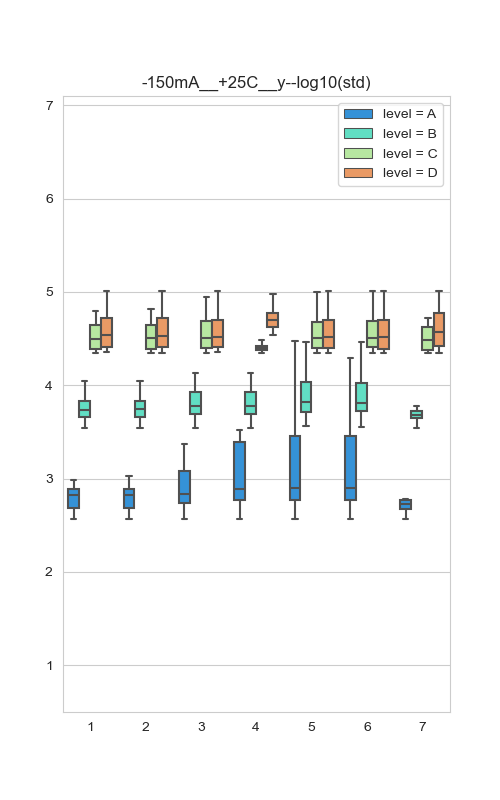 -150mA__+25C__y--log10(std)
level = A
level = B
level = C
level = D
7
6
5
4
3
2
1
1 2 3 4 5 6 7